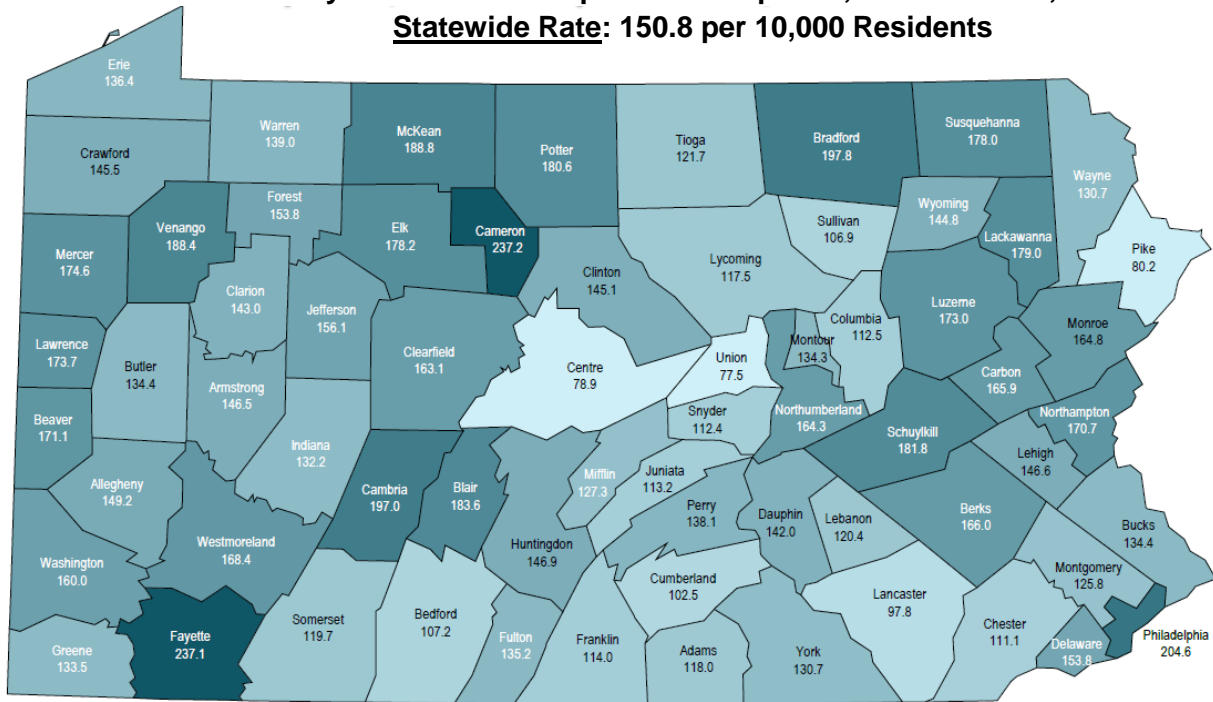 Statewide Rate: 150.8 per 10,000 Residents
Erie
136.4
Crawford
145.5
Warren
139.0
McKean
188.8
Potter
180.6
Tioga
121.7
Bradford
197.8
Susquehanna
178.0
Wayne
130.7
Forest
153.8
Venango
188.4
Mercer
174.6
Elk
178.2
Cameron
237.2
Clinton
145.1
Lycoming
117.5
Sullivan
106.9
Wyoming
144.8
Lackawanna
179.0
Pike
80.2
Clarion
143.0
Jefferson
156.1
Clearfield
163.1
Centre
78.9
Union
77.5
Montour
134.3
Columbia
112.5
Luzerne
173.0
Monroe
164.8
Lawrence
173.7
Butler
134.4
Armstrong
146.5
Carbon
165.9
Beaver
171.1
Indiana
132.2
Snyder
112.4
Northumberland
164.3
Schuylkill
181.8
Northampton
170.7
Allegheny
149.2
Cambria
197.0
Blair
183.6
Mifflin
127.3
Juniata
113.2
Lehigh
146.6
Perry
138.1
Dauphin
142.0
Lebanon
120.4
Berks
166.0
Bucks
134.4
Washington
160.0
Westmoreland
168.4
Huntingdon
146.9
Cumberland
102.5
Lancaster
97.8
Montgomery
125.8
Greene
133.5
Fayette
237.1
Somerset
119.7
Bedford
107.2
Fulton
135.2
Franklin
114.0
Adams
118.0
York
130.7
Chester
111.1
Delaware
153.8
Philadelphia
204.6